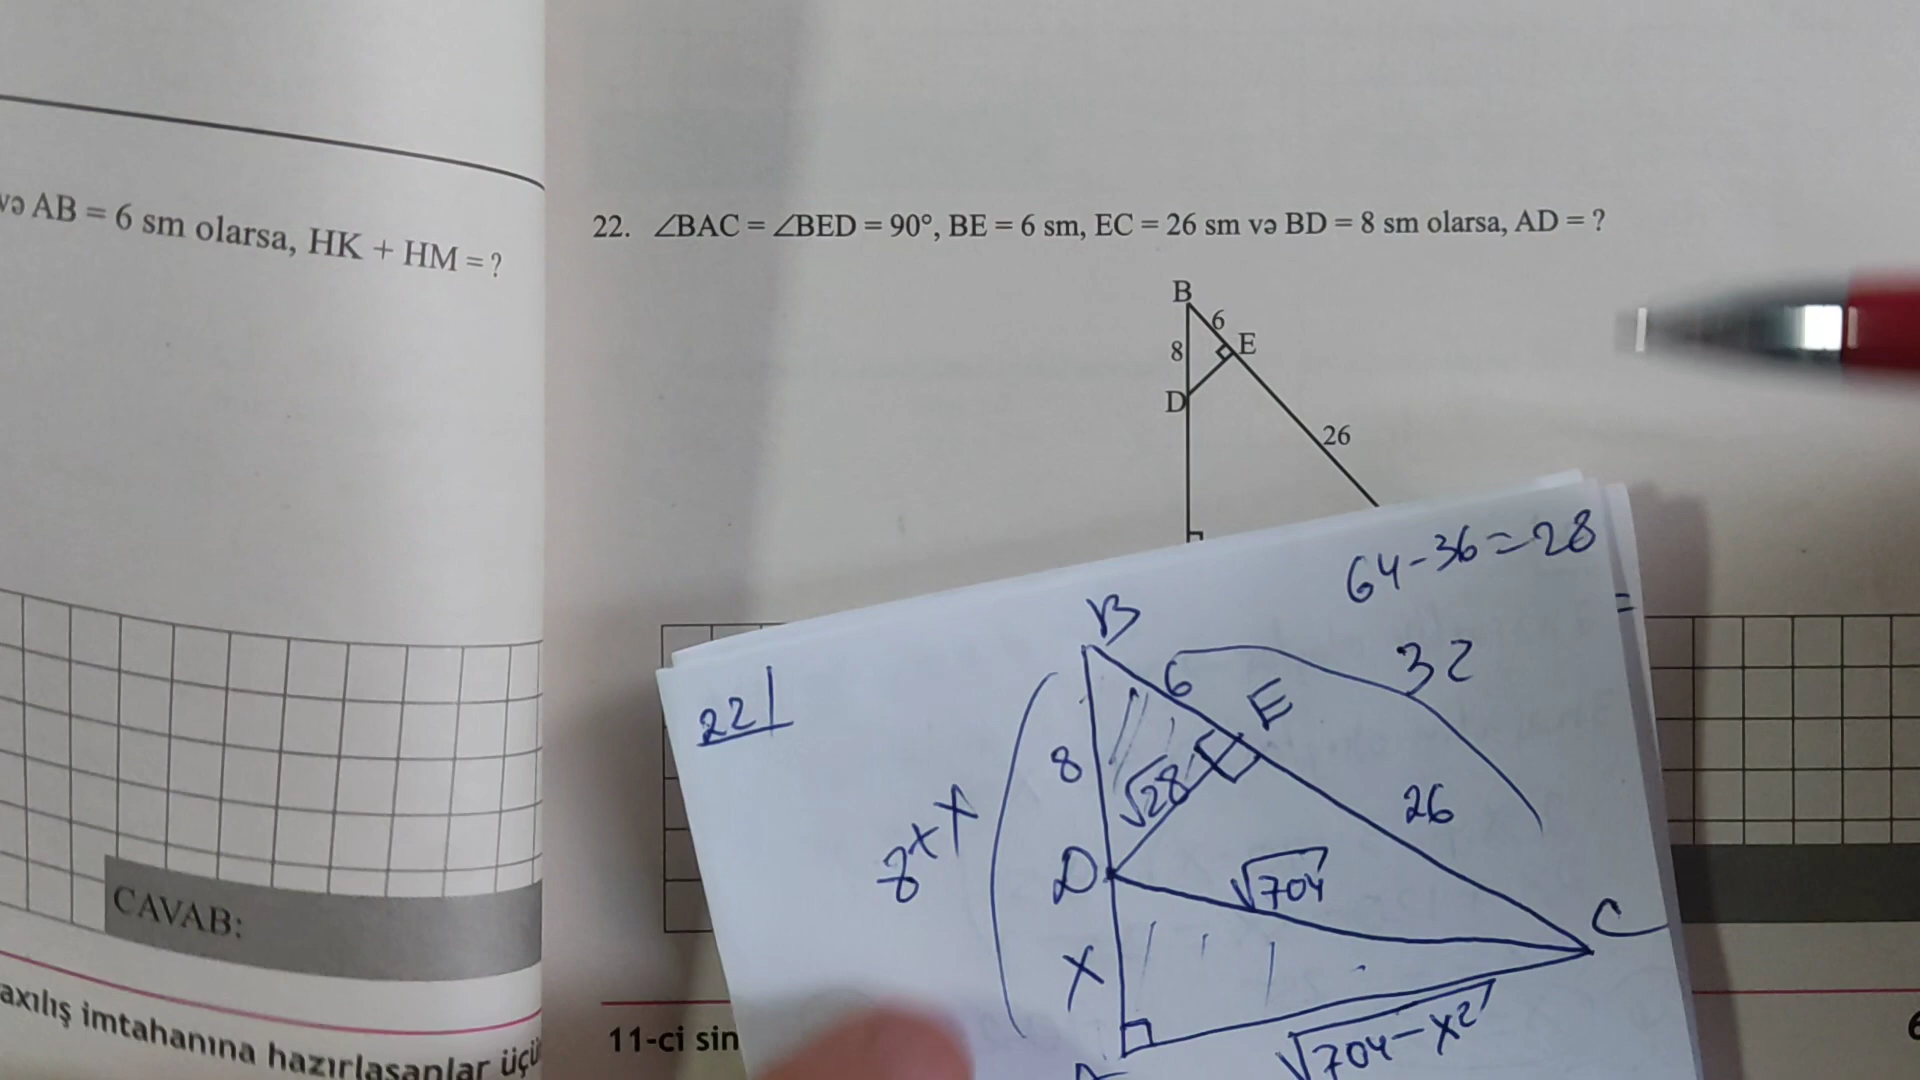 və AB = 6 sm olarsa, HK + HM = ?
CAVAB:
axılış imtahanına hazırlaşanlar üçü
22. ∠BAC = ∠BED = 90°, BE = 6 sm, EC = 26 sm və BD = 8 sm olarsa, AD = ?
B
6
E
8
D
26
64-36=28
=
22
B
6
32
E
8
√28
26
8+x
D
√704
C
x
√704-x²
11-ci sin